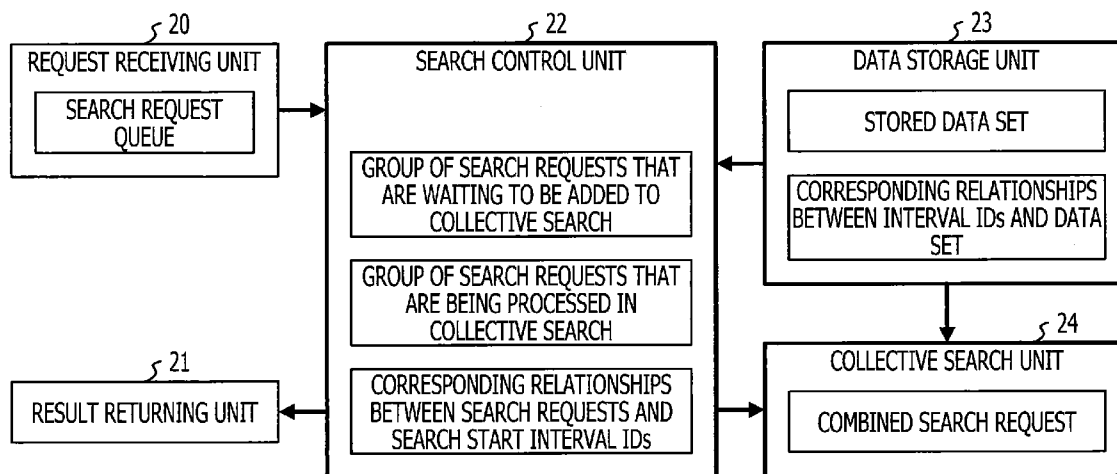 20
REQUEST RECEIVING UNIT
SEARCH REQUEST
QUEUE
21
RESULT RETURNING UNIT
22
SEARCH CONTROL UNIT
GROUP OF SEARCH REQUESTS THAT
ARE WAITING TO BE ADDED TO
COLLECTIVE SEARCH
GROUP OF SEARCH REQUESTS THAT
ARE BEING PROCESSED IN
COLLECTIVE SEARCH
CORRESPONDING RELATIONSHIPS
BETWEEN SEARCH REQUESTS AND
SEARCH START INTERVAL IDs
23
DATA STORAGE UNIT
STORED DATA SET
CORRESPONDING RELATIONSHIPS
BETWEEN INTERVAL IDs AND DATA
SET
24
COLLECTIVE SEARCH UNIT
COMBINED SEARCH REQUEST